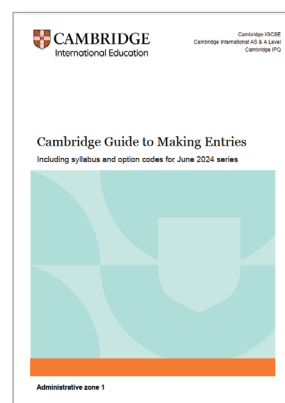 CAMBRIDGE
International Education
Cambridge IGCSE
Cambridge International AS & A Level
Cambridge IPQ
Cambridge Guide to Making Entries
Including syllabus and option codes for June 2024 series
Administrative zone 1